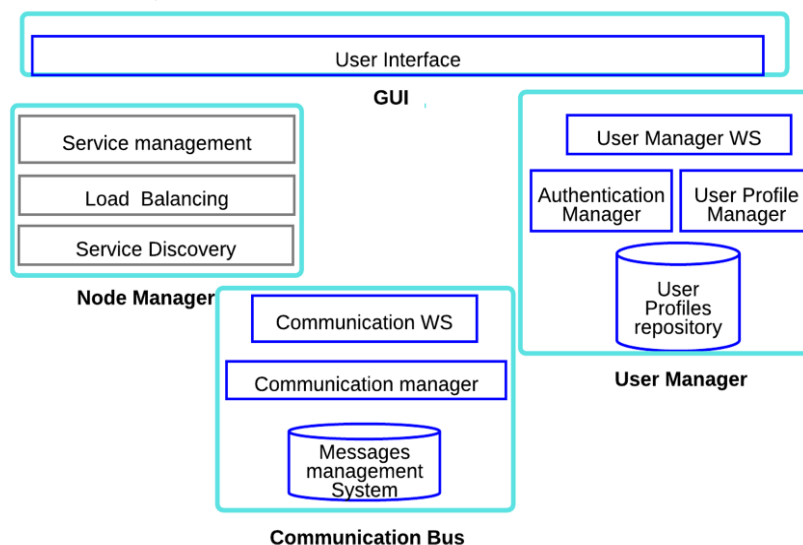 User Interface
GUI
Service management
Load Balancing
Service Discovery
Node Manager
User Manager WS
Authentication
Manager
User Profile
Manager
User
Profiles
repository
User Manager
Communication WS
Communication manager
Messages
management
System
Communication Bus